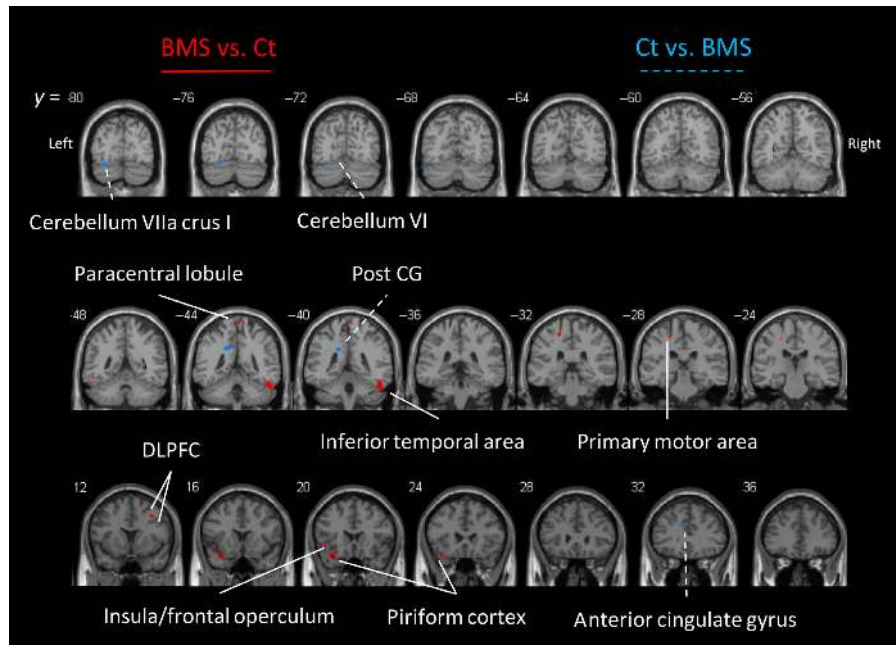 BMS vs. Ct
Ct vs. BMS
y = 80 −76 −72 −68 −64 −60 −56
Left
Right
Cerebellum VIIa crus I
Cerebellum VI
Paracentral lobule
Post CG
-48 -44 -40 -36 -32 -28 -24
Inferior temporal area
Primary motor area
DLPFC
12 16 20 24 28 32 36
Insula/frontal operculum
Piriform cortex
Anterior cingulate gyrus